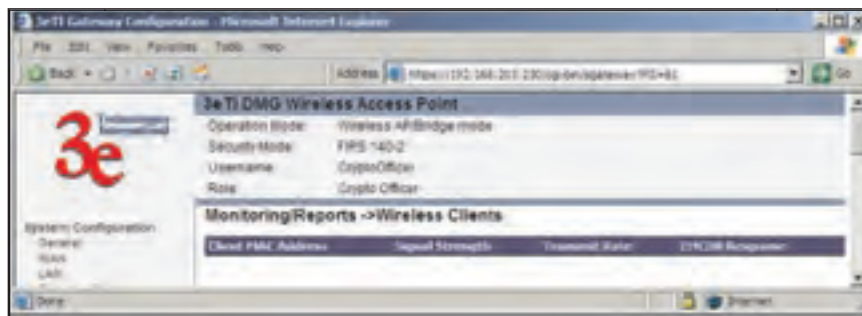 3eTI Gateway Configuration - Microsoft Internet Explorer
File Edit View Favorites Tools Help
Back Address Go
3e
3eTI DMG Wireless Access Point
Operation Mode: Wireless AP/Bridge mode
Security Mode: FIPS 140-2
Username: CryptoOfficer
Role: Crypto Officer
Monitoring/Reports ->Wireless Clients
Client MAC Address Signal Strength Transmit Rate
System Configuration
General
WAN
LAN
Done Internet